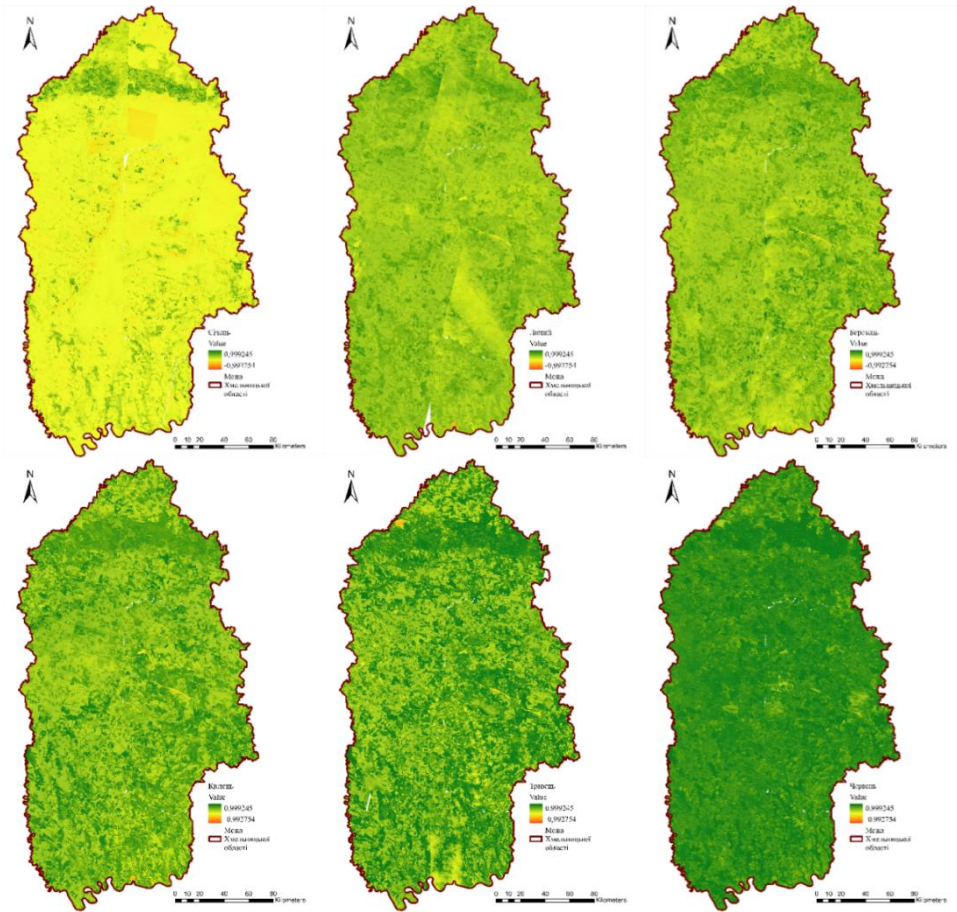 N
Січень
Value
0,999245
-0,992754
Межа
Хмельницької
області
0 10 20 40 60 80
Kilometers
N
Лютий
Value
0,999245
-0,992754
Межа
Хмельницької
області
0 10 20 40 60 80
Kilometers
N
Березень
Value
0,999245
-0,992754
Межа
Хмельницької
області
0 10 20 40 60 80
Kilometers
N
Квітень
Value
0,999245
-0,992754
Межа
Хмельницької
області
0 10 20 40 60 80
Kilometers
N
Травень
Value
0,999245
-0,992754
Межа
Хмельницької
області
0 10 20 40 60 80
Kilometers
N
Червень
Value
0,999245
-0,992754
Межа
Хмельницької
області
0 10 20 40 60 80
Kilometers